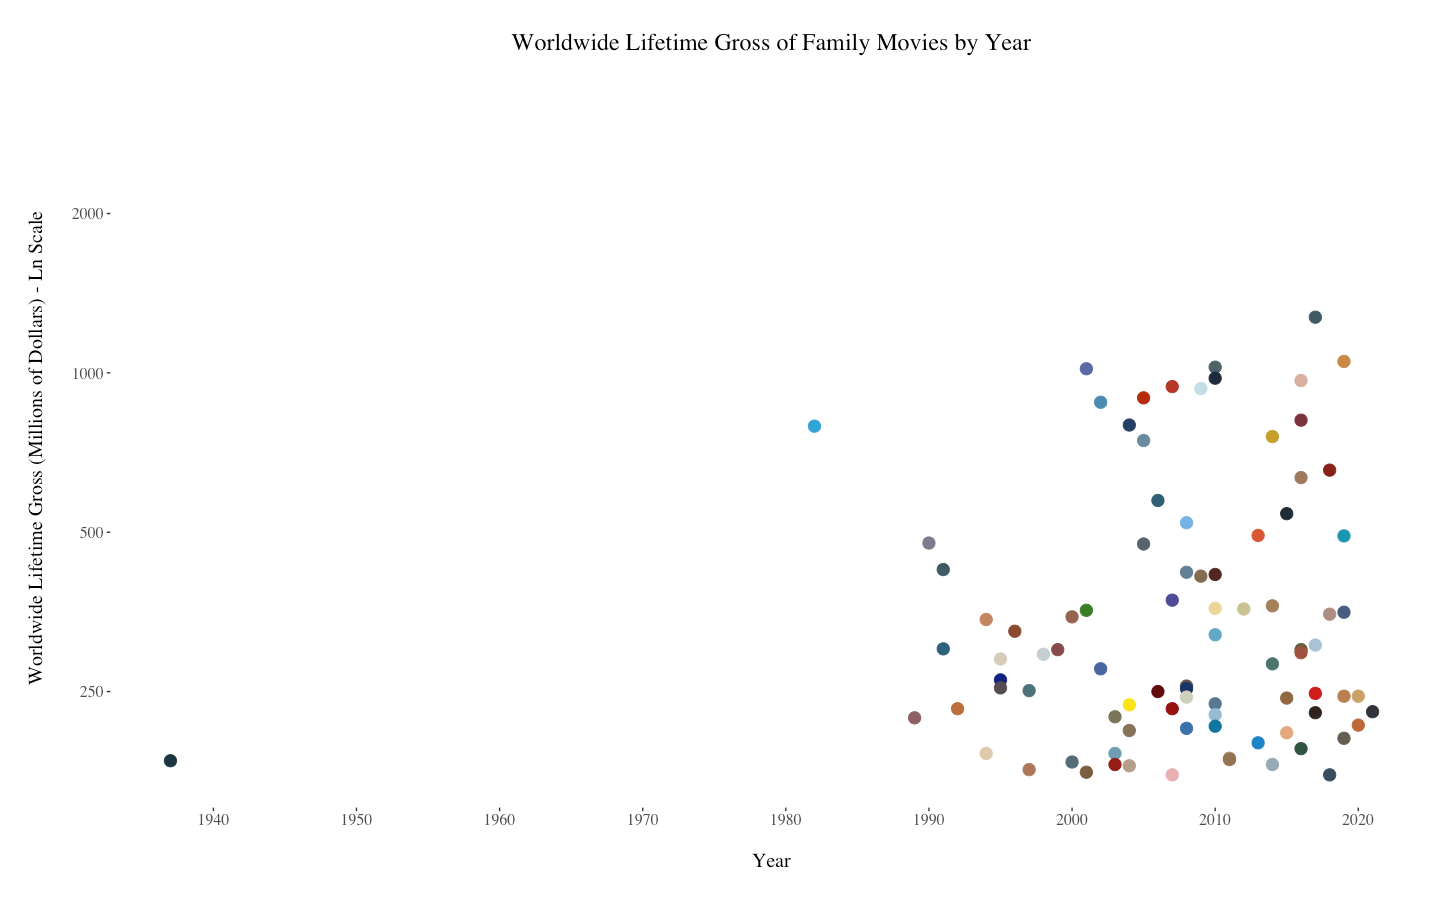 Worldwide Lifetime Gross of Family Movies by Year
Worldwide Lifetime Gross (Millions of Dollars) - Ln Scale
2000
1000
500
250
1940 1950 1960 1970 1980 1990 2000 2010 2020
Year